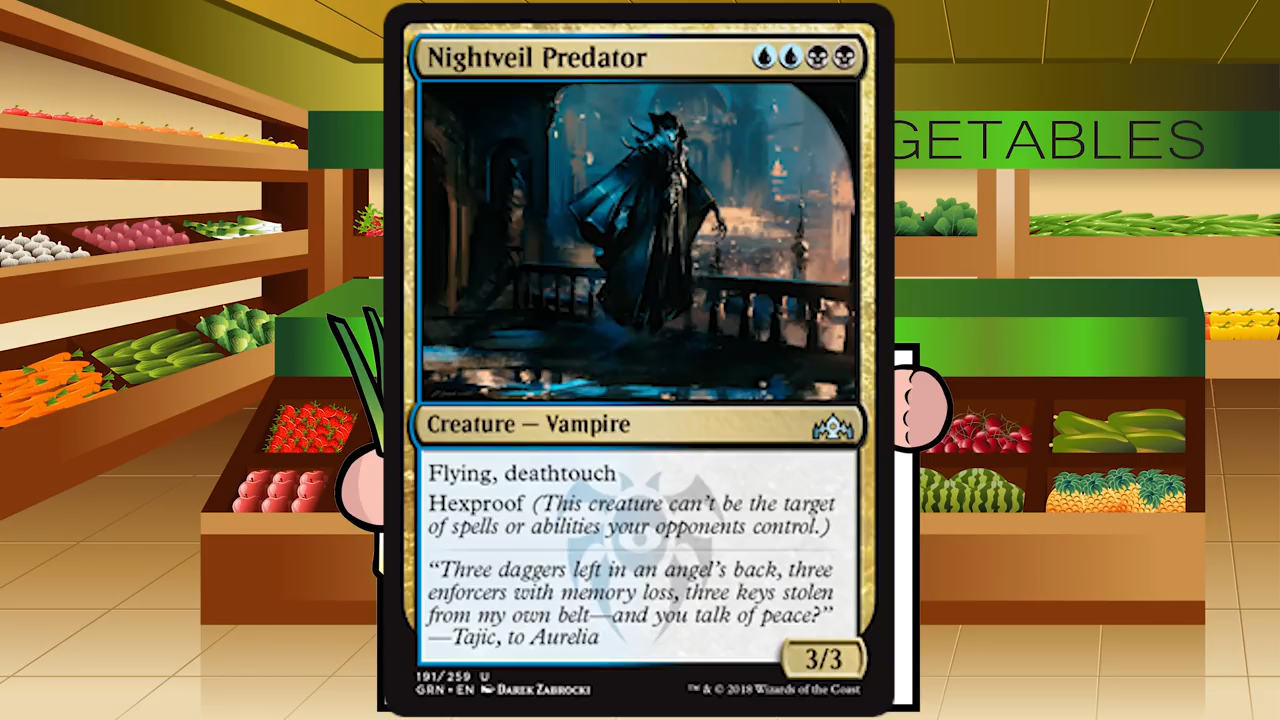 Nightveil Predator
GETABLES
Creature — Vampire
Flying, deathtouch
Hexproof (This creature can't be the target
of spells or abilities your opponents control.)
“Three daggers left in an angel's back, three
enforcers with memory loss, three keys stolen
from my own belt—and you talk of peace?”
—Tajic, to Aurelia
3/3
191/259 U
GRN • EN DAREK ZABROCKI
™ & © 2018 Wizards of the Coast